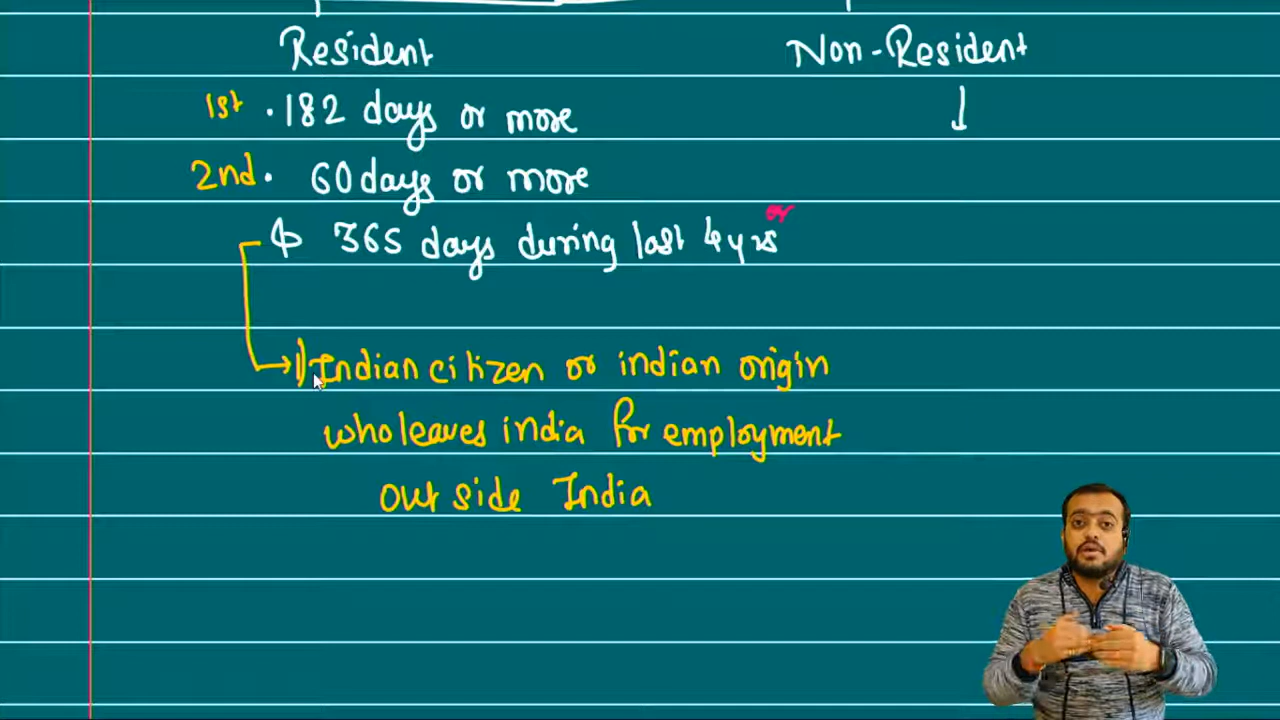 Resident Non-Resident
1st • 182 days or more
2nd • 60 days or more
& 365 days during last 4 yrs or
1) Indian citizen or indian origin
who leaves india for employment
out side India